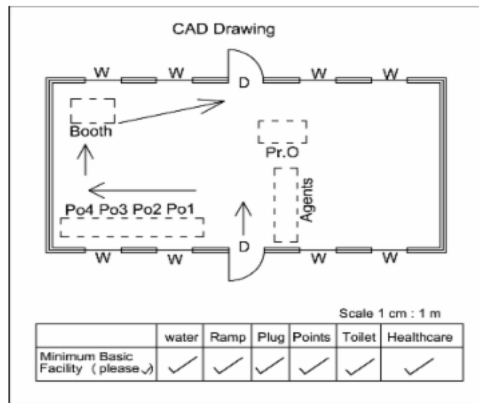 CAD Drawing
W W W W
D
Booth
Pr.O
Agents
Po4 Po3 Po2 Po1
D
W W W W
Scale 1 cm : 1 m
water Ramp Plug Points Toilet Healthcare
Minimum Basic
Facility ( please ✓) ✓ ✓ ✓ ✓ ✓ ✓